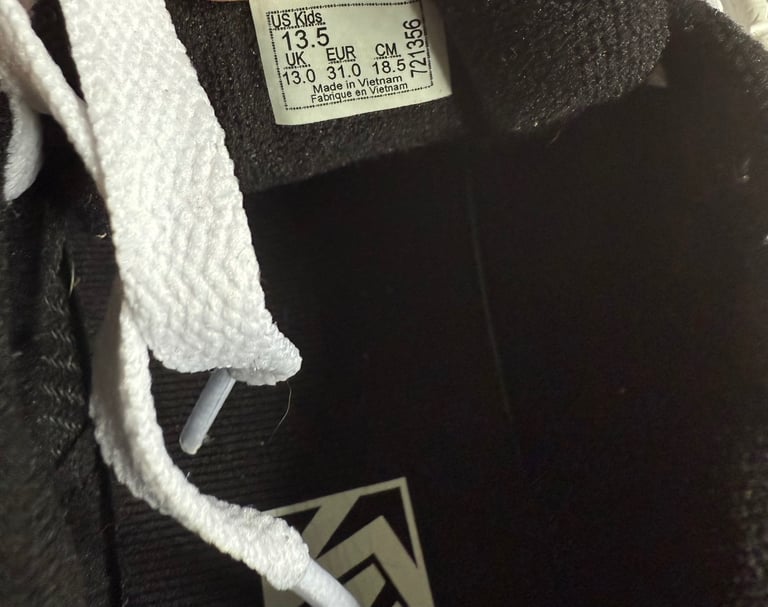 US Kids
13.5
UK EUR CM
13.0 31.0 18.5
Made in Vietnam
Fabrique en Vietnam
721356